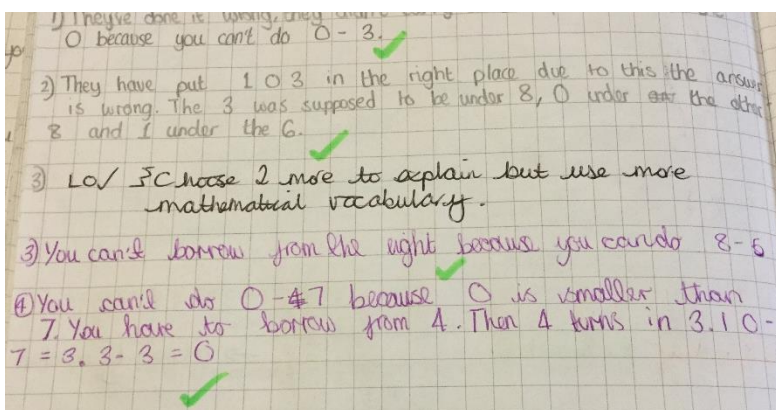 1) They've done it wrong, they
0 because you can't do 0 - 3.
2) They have put 1 0 3 in the right place due to this the answer
is wrong. The 3 was supposed to be under 8, 0 under the other
8 and 1 under the 6.
3) LO/ Choose 2 more to explain but use more
mathematical vocabulary.
③ You can't borrow from the eight because you can do 8-6
④ You can't do 0-7 because 0 is smaller than
7. You have to borrow from 4. Then 4 turns in 3. 10-
7 = 3. 3 - 3 = 0